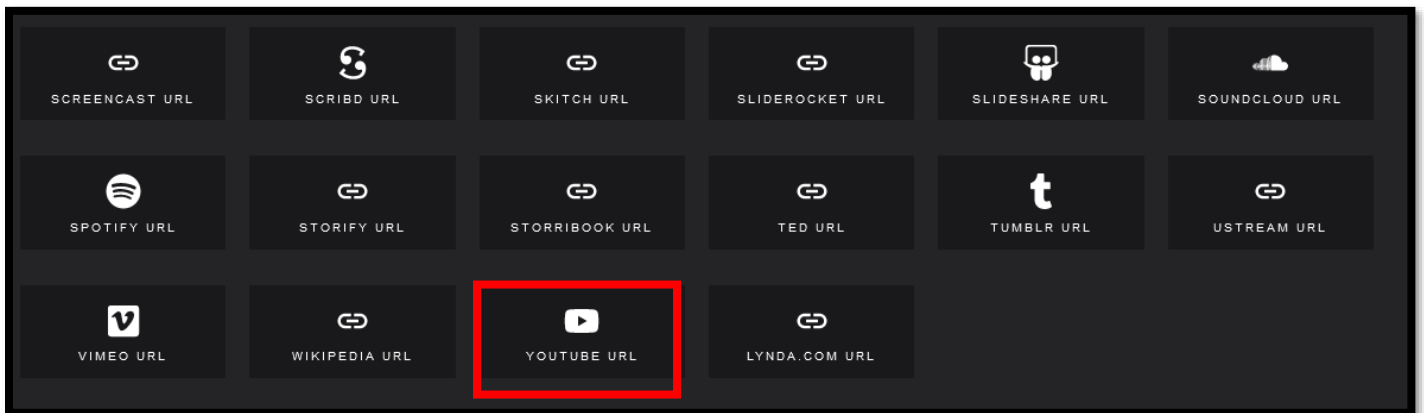 SCREENCAST URL
SCRIBD URL
SKITCH URL
SLIDEROCKET URL
SLIDESHARE URL
SOUNDCLOUD URL
SPOTIFY URL
STORIFY URL
STORRIBOOK URL
TED URL
TUMBLR URL
USTREAM URL
VIMEO URL
WIKIPEDIA URL
YOUTUBE URL
LYNDA.COM URL